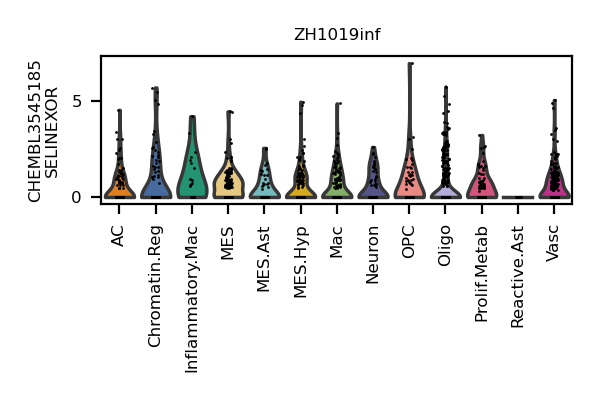 ZH1019inf
CHEMBL3545185
SELINEXOR
5
0
AC
Chromatin.Reg
Inflammatory.Mac
MES
MES.Ast
MES.Hyp
Mac
Neuron
OPC
Oligo
Prolif.Metab
Reactive.Ast
Vasc